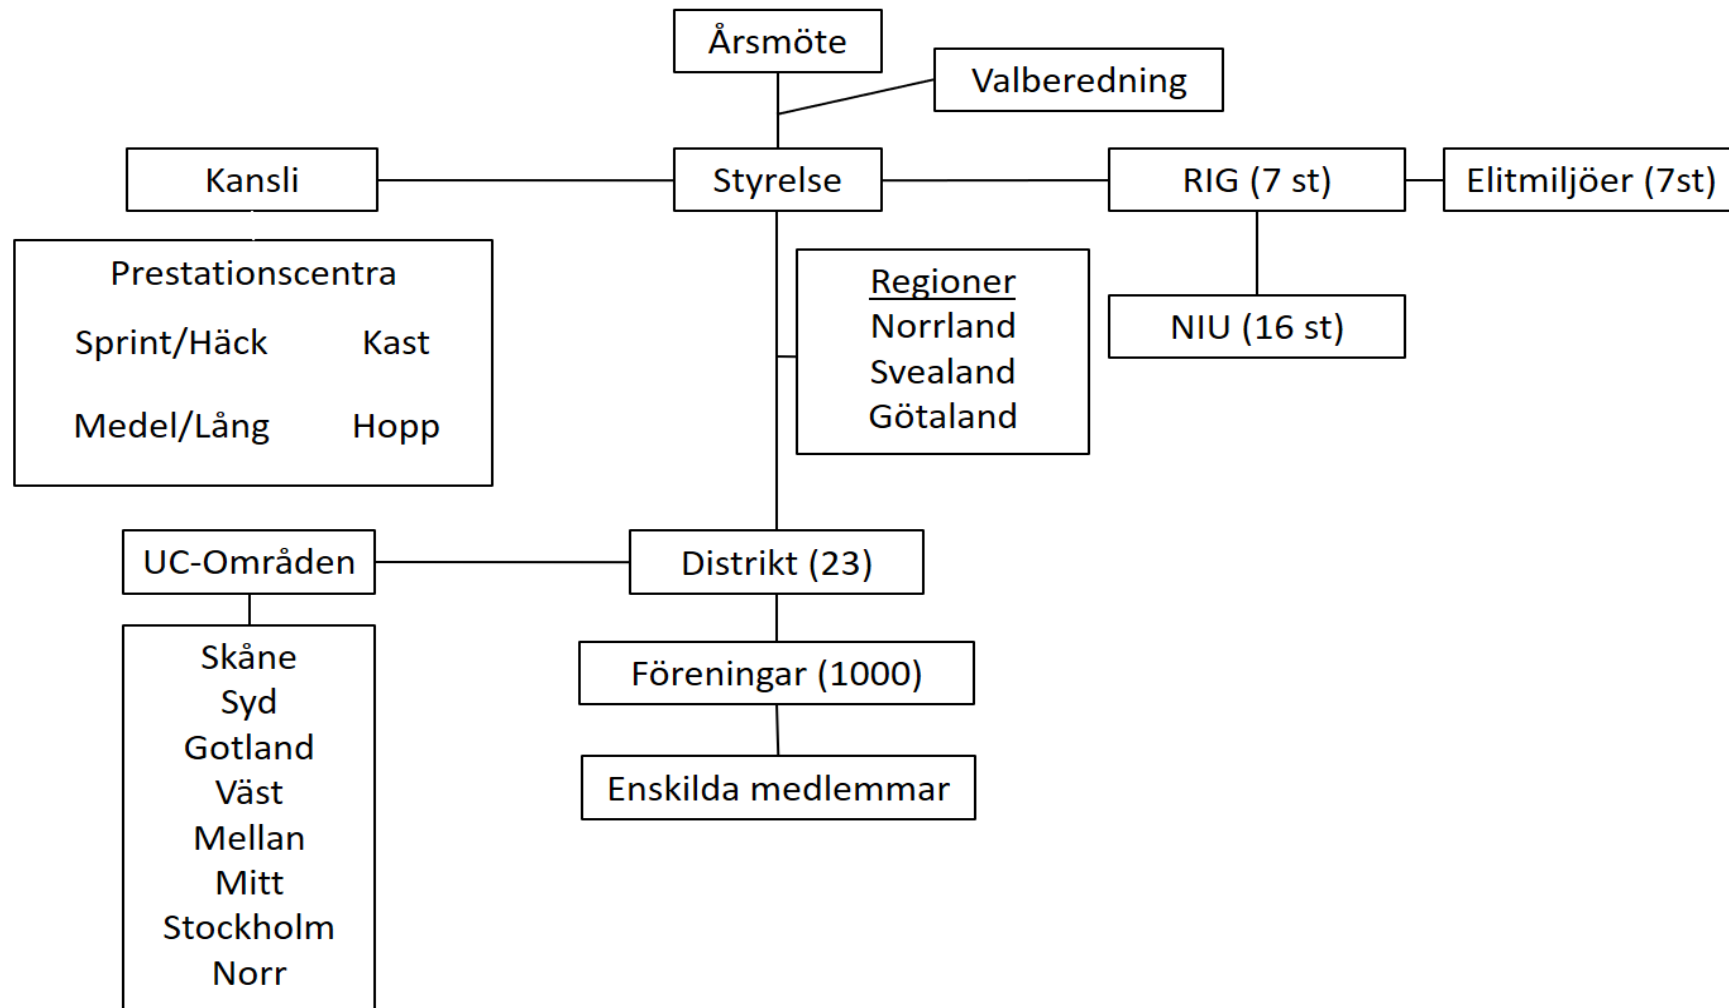 Årsmöte
Valberedning
Kansli
Styrelse
RIG (7 st)
Elitmiljöer (7st)
Prestationscentra
Sprint/Häck Kast
Medel/Lång Hopp
Regioner
Norrland
Svealand
Götaland
NIU (16 st)
UC-Områden
Distrikt (23)
Skåne
Syd
Gotland
Väst
Mellan
Mitt
Stockholm
Norr
Föreningar (1000)
Enskilda medlemmar